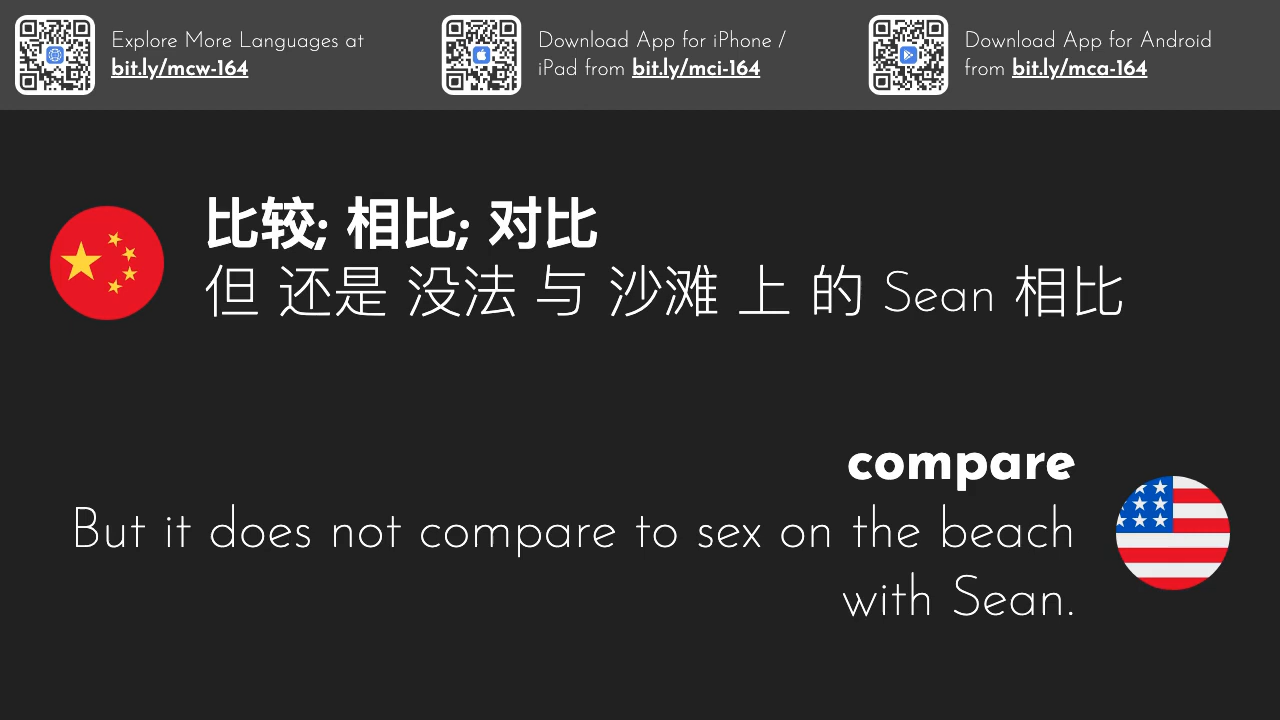 Explore More Languages at
bit.ly/mcw-164
Download App for iPhone /
iPad from bit.ly/mci-164
Download App for Android
from bit.ly/mca-164
比较; 相比; 对比
但 还是 没法 与 沙滩 上 的 Sean 相比
compare
But it does not compare to sex on the beach
with Sean.